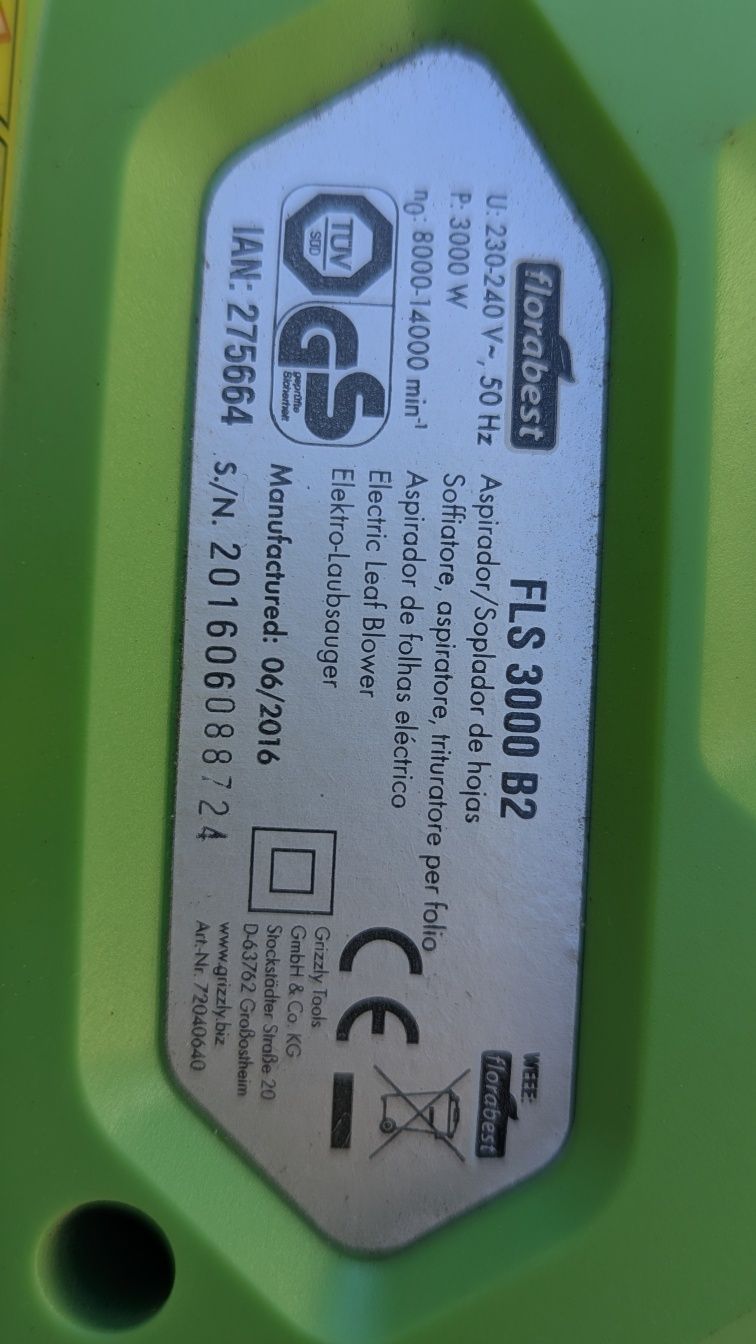 florabest
FLS 3000 B2
WEEE:
florabest
U: 230-240 V~, 50 Hz
P: 3000 W
n0: 8000-14000 min-1
Aspirador/Soplador de hojas
Soffiatore, aspiratore, trituratore per folio
Aspirador de folhas eléctrico
Electric Leaf Blower
Elektro-Laubsauger
TÜV
SÜD
GS
geprüfte
Sicherheit
CE
Manufactured: 06/2016
IAN: 275664
S./N. 201606088724
Grizzly Tools
GmbH & Co. KG
Stockstädter Straße 20
D-63762 Großostheim
www.grizzly.biz
Art.-Nr. 72040640